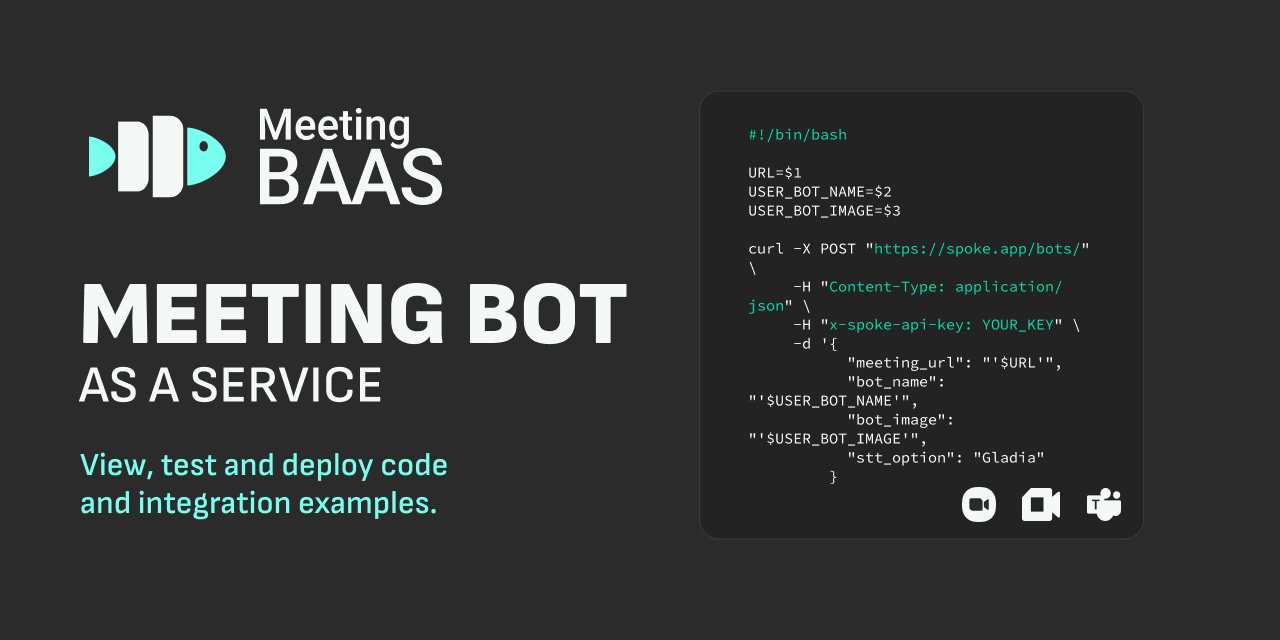 Meeting
BAAS
MEETING BOT
AS A SERVICE
View, test and deploy code
and integration examples.
#!/bin/bash
URL=$1
USER_BOT_NAME=$2
USER_BOT_IMAGE=$3
curl -X POST "https://spoke.app/bots/"
\
-H "Content-Type: application/
json" \
-H "x-spoke-api-key: YOUR_KEY" \
-d '{
"meeting_url": "'$URL'",
"bot_name":
"'$USER_BOT_NAME'",
"bot_image":
"'$USER_BOT_IMAGE'",
"stt_option": "Gladia"
}
T